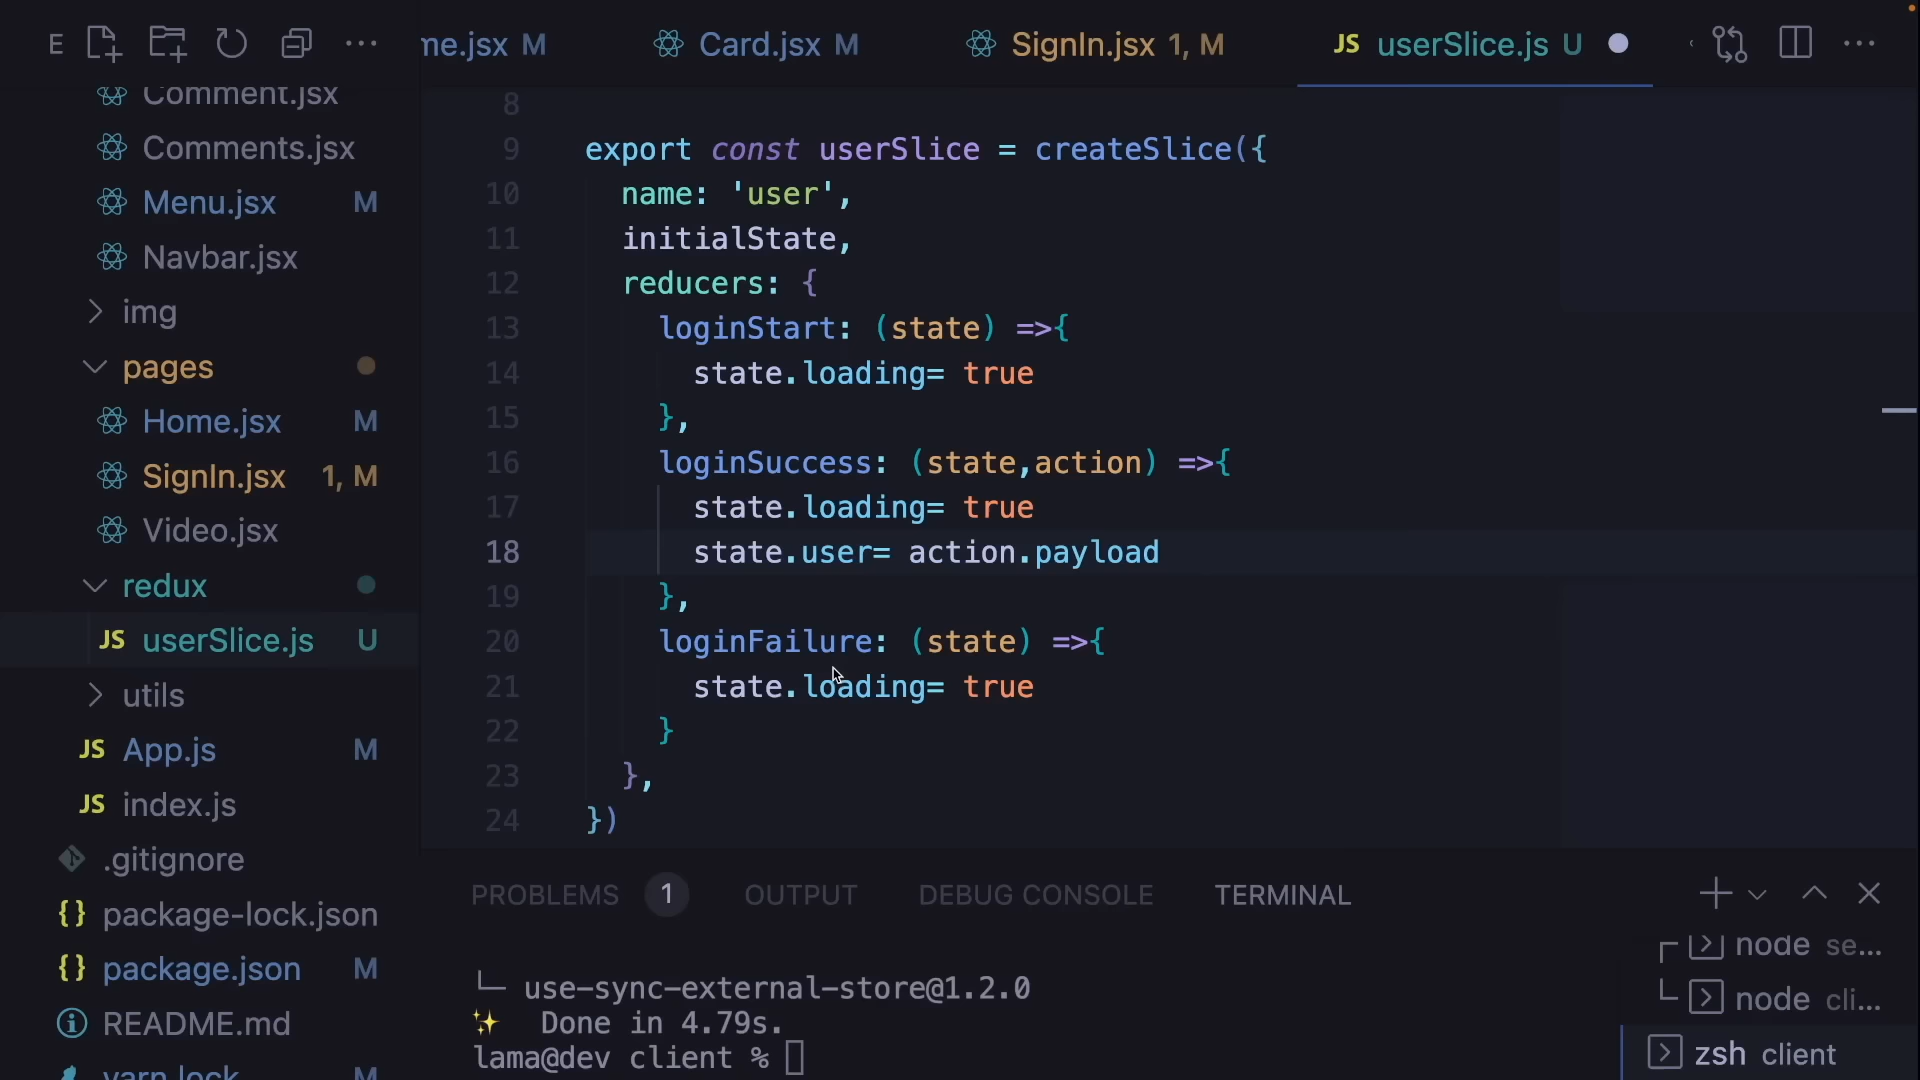 E
Comment.jsx
Comments.jsx
Menu.jsx M
Navbar.jsx
img
pages
Home.jsx M
SignIn.jsx 1, M
Video.jsx
redux
JS userSlice.js U
utils
JS App.js M
JS index.js
.gitignore
{} package-lock.json
{} package.json M
README.md
yarn.lock M
me.jsx M Card.jsx M SignIn.jsx 1, M JS userSlice.js U
8
9 export const userSlice = createSlice({
10 name: 'user',
11 initialState,
12 reducers: {
13 loginStart: (state) =>{
14 state.loading= true
15 },
16 loginSuccess: (state,action) =>{
17 state.loading= true
18 state.user= action.payload
19 },
20 loginFailure: (state) =>{
21 state.loading= true
22 }
23 },
24 })
PROBLEMS 1 OUTPUT DEBUG CONSOLE TERMINAL
└─ use-sync-external-store@1.2.0
✨ Done in 4.79s.
lama@dev client %
node se...
node cli...
zsh client